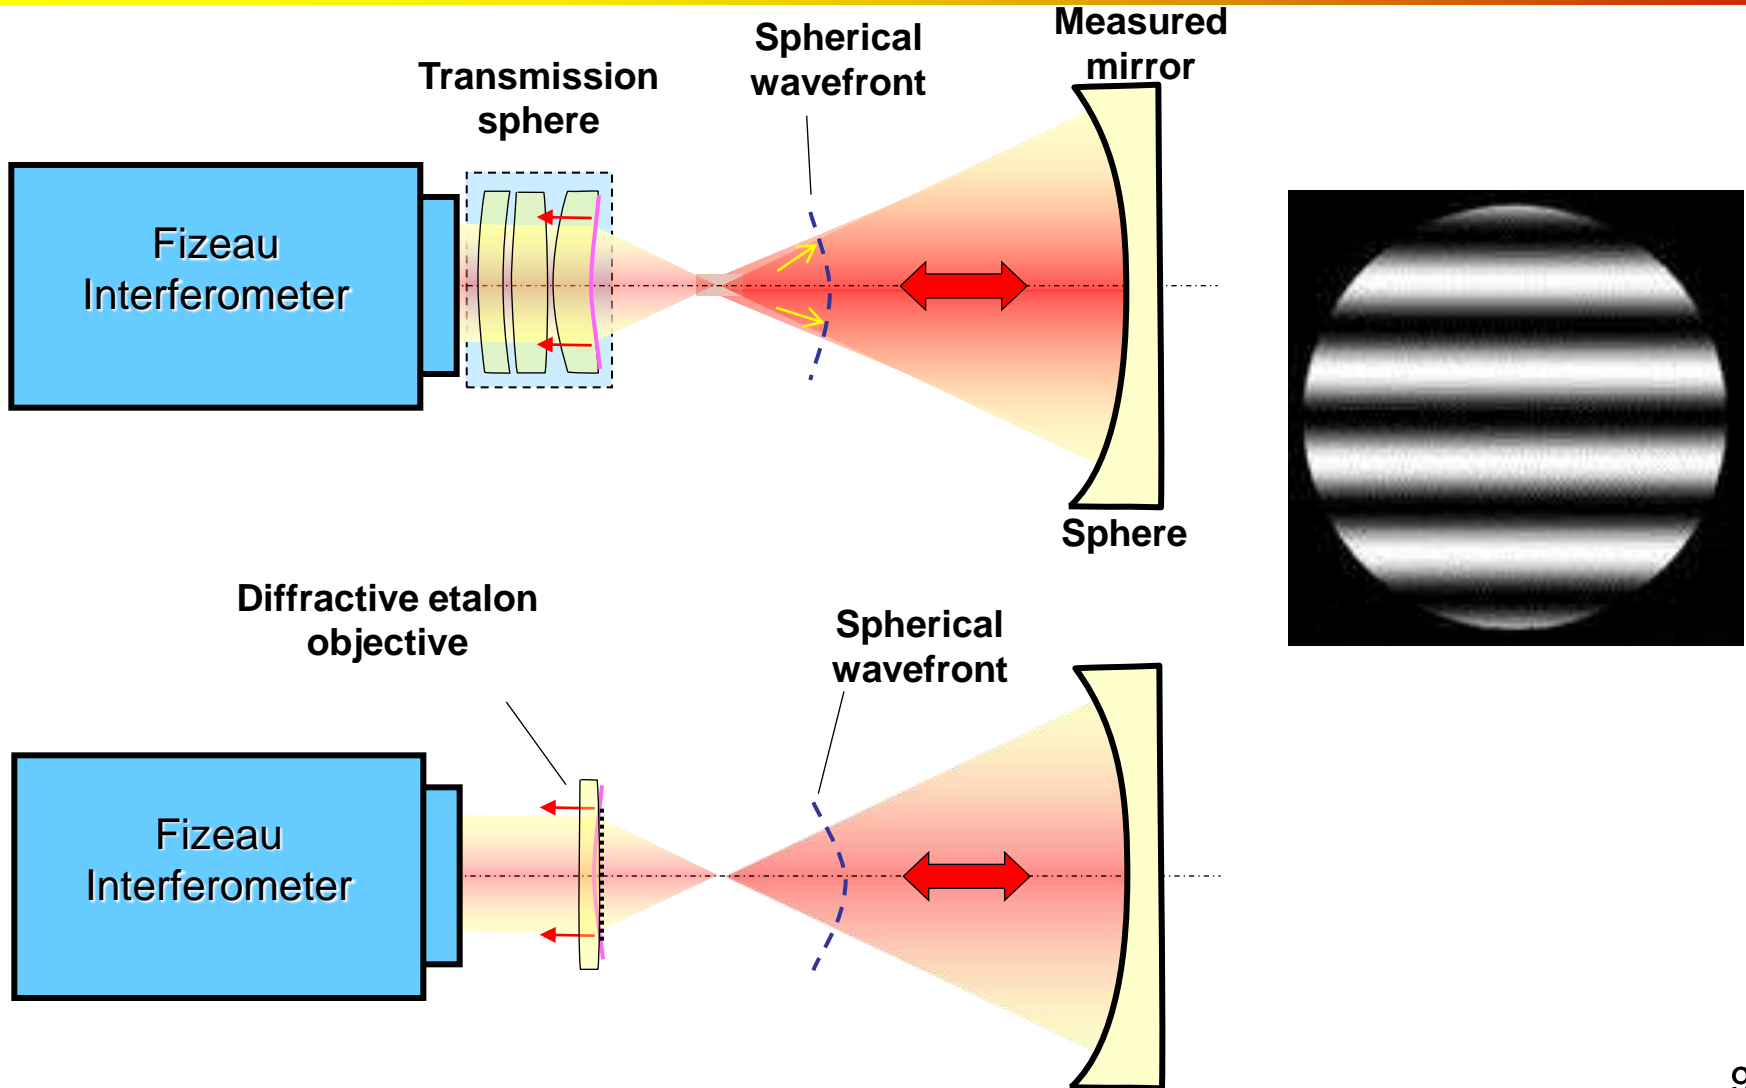 Measured
mirror
Spherical
wavefront
Transmission
sphere
Fizeau
Interferometer
Sphere
Diffractive etalon
objective
Spherical
wavefront
Fizeau
Interferometer